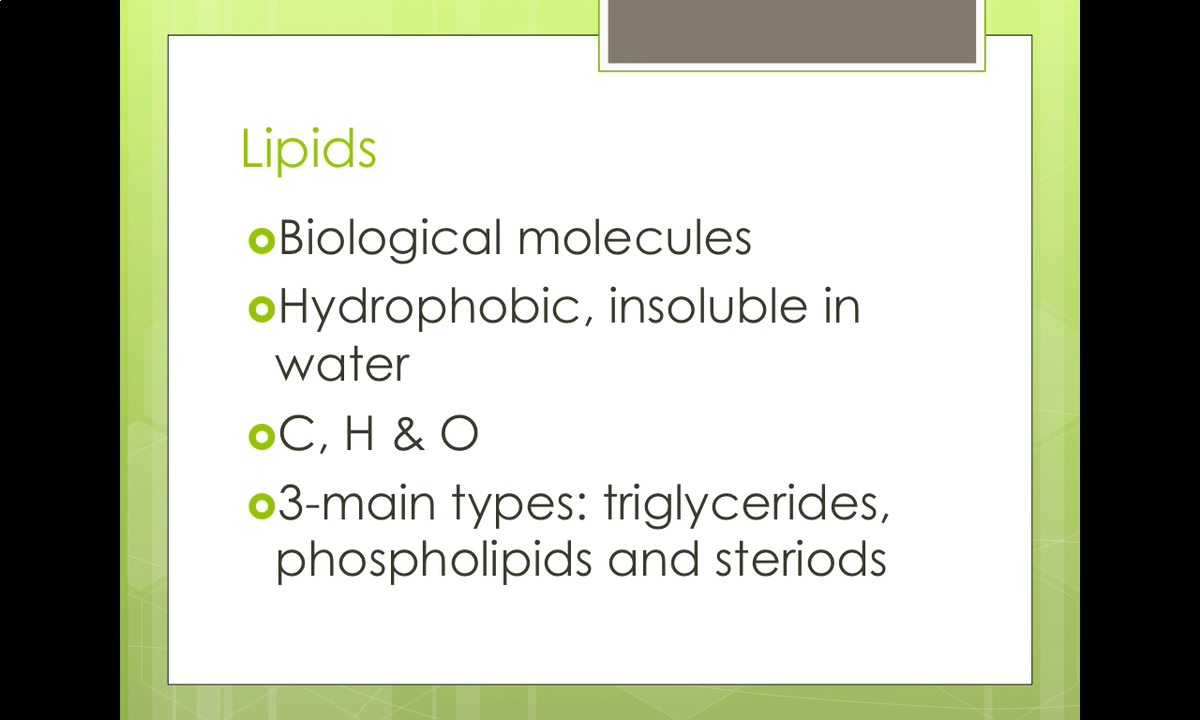 Lipids
Biological molecules
Hydrophobic, insoluble in
water
C, H & O
3-main types: triglycerides,
phospholipids and steriods